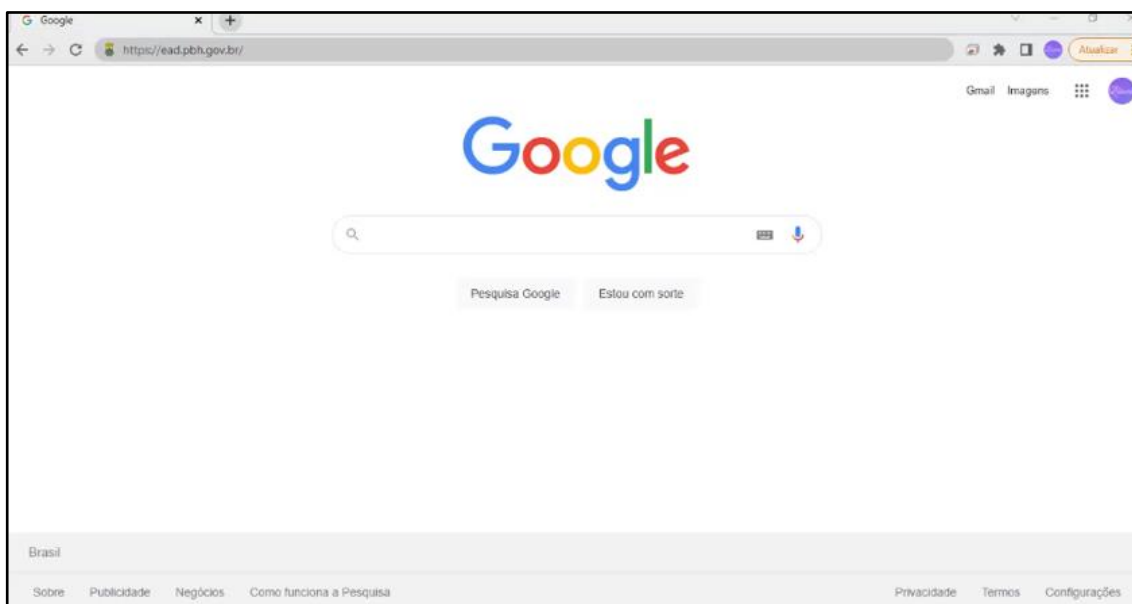 Google
https://ead.pbh.gov.br/
Atualizar
Gmail Imagens
Google
Pesquisa Google Estou com sorte
Brasil
Sobre Publicidade Negócios Como funciona a Pesquisa Privacidade Termos Configurações